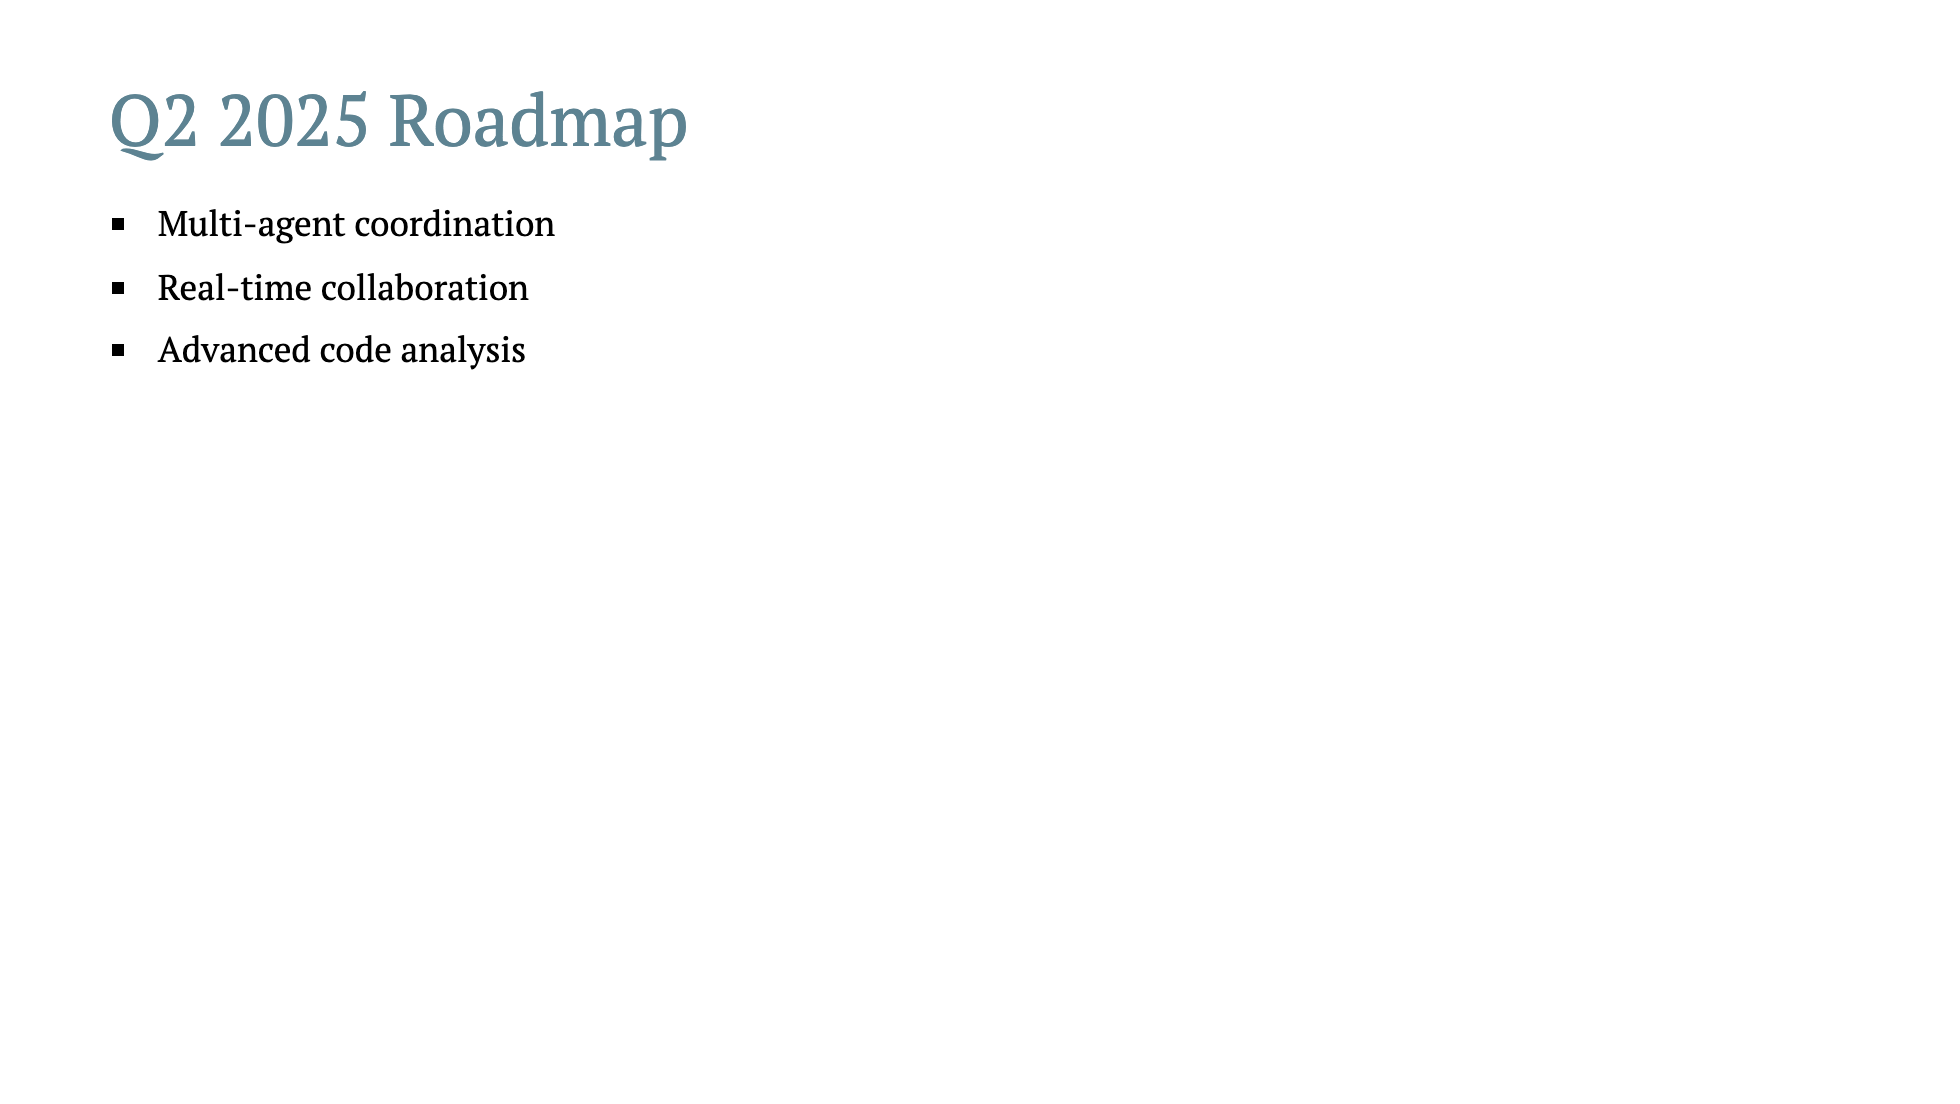 Q2 2025 Roadmap
▪ Multi-agent coordination
▪ Real-time collaboration
▪ Advanced code analysis